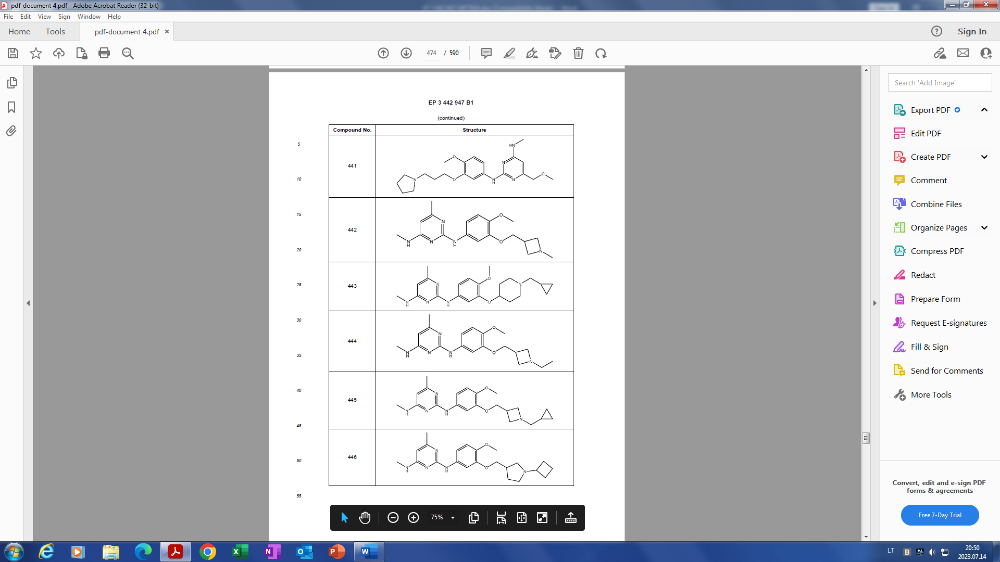 pdf-document 4.pdf - Adobe Acrobat Reader (32-bit)
File Edit View Sign Window Help
Home Tools pdf-document 4.pdf × Sign In
474 / 590
EP 3 442 947 B1
(continued)
Compound No. Structure
5
441
HN
O
N
N
O
N
H
O
N
10
15
442
N
N
N
H
N
H
O
O
N
20
25
443
N
N
N
H
N
H
O
O
N
30
444
N
N
N
H
N
H
O
O
N
35
40
445
N
N
N
H
N
H
O
O
N
45
446
N
N
N
H
N
H
O
O
N
50
55
75%
Search 'Add Image'
Export PDF
Edit PDF
Create PDF
Comment
Combine Files
Organize Pages
Compress PDF
Redact
Prepare Form
Request E-signatures
Fill & Sign
Send for Comments
More Tools
Convert, edit and e-sign PDF
forms & agreements
Free 7-Day Trial
LT
20:50
2023.07.14